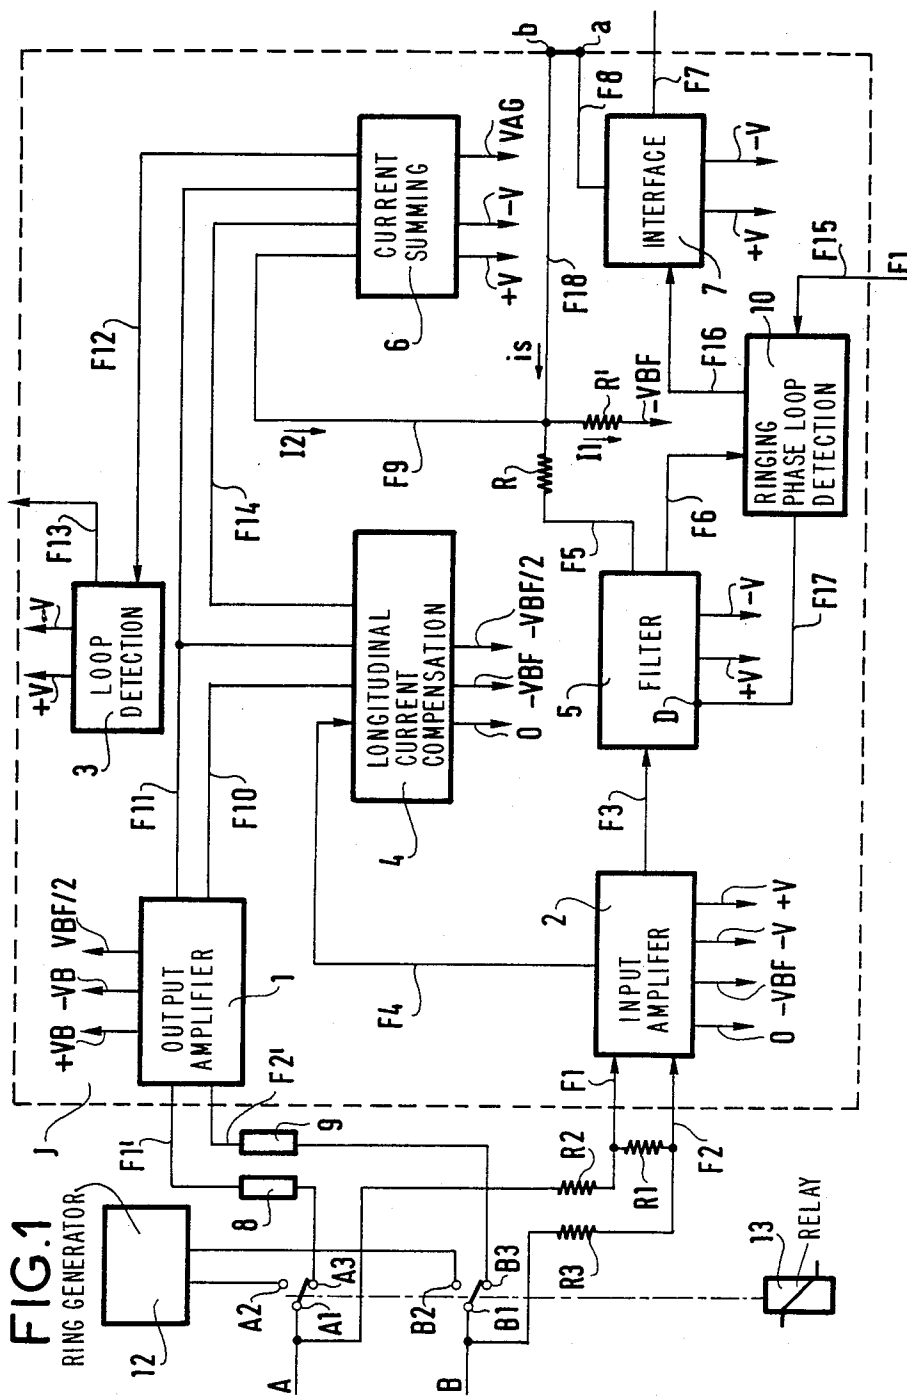 FIG.1
RING GENERATOR
12
A2
A3
A1
A
B2
B3
B1
B
13
RELAY
8
9
F1'
F2'
J
R2
R3
R1
F1
F2
+VB
-VB
VBF/2
OUTPUT
AMPLIFIER
1
F11
F10
F4
2
INPUT
AMPLIFER
0
-VBF
-V
+V
F3
3
LOOP
DETECTION
+V
-V
F13
F12
F14
4
LONGITUDINAL
CURRENT
COMPENSATION
0
-VBF
-VBF/2
5
FILTER
D
+V
-V
F5
F6
F17
R
R'
I1
-VBF
I2
F9
is
F18
6
CURRENT
SUMMING
+V
-V
VAG
b
a
F8
F7
7
INTERFACE
+V
-V
F16
10
RINGING
PHASE LOOP
DETECTION
F15